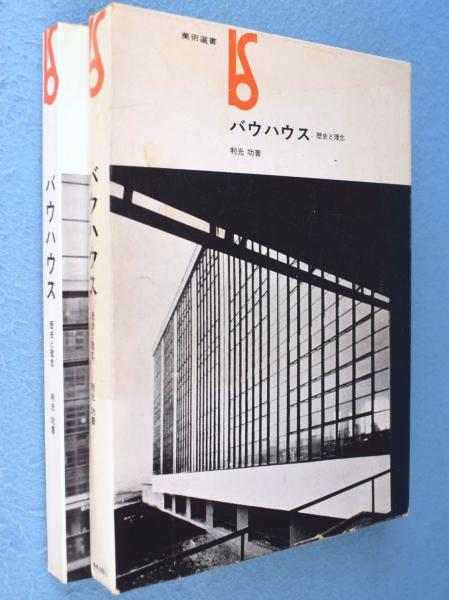 美術選書
バウハウス 歴史と理念
利光 功著
バウハウス 歴史と理念 利光 功著
バウハウス 歴史と理念 利光 功著